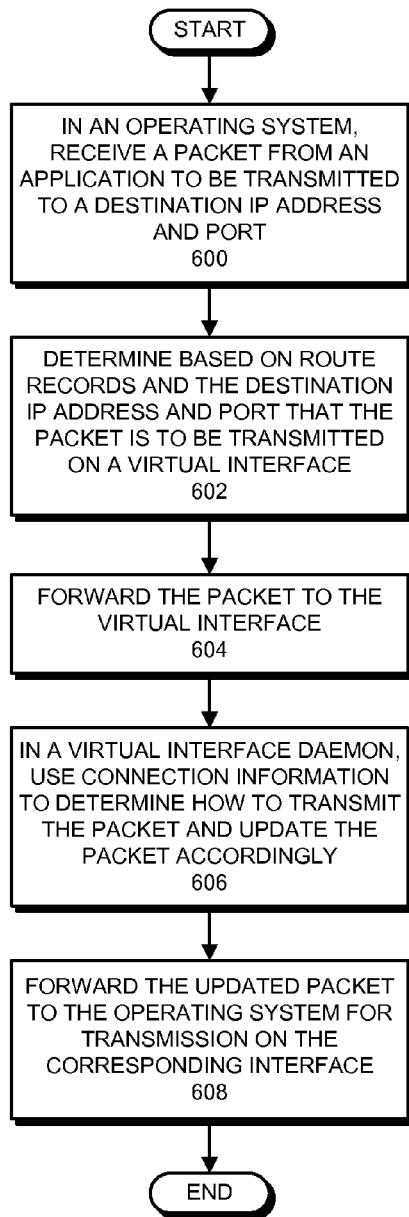 START
IN AN OPERATING SYSTEM,
RECEIVE A PACKET FROM AN
APPLICATION TO BE TRANSMITTED
TO A DESTINATION IP ADDRESS
AND PORT
600
DETERMINE BASED ON ROUTE
RECORDS AND THE DESTINATION
IP ADDRESS AND PORT THAT THE
PACKET IS TO BE TRANSMITTED
ON A VIRTUAL INTERFACE
602
FORWARD THE PACKET TO THE
VIRTUAL INTERFACE
604
IN A VIRTUAL INTERFACE DAEMON,
USE CONNECTION INFORMATION
TO DETERMINE HOW TO TRANSMIT
THE PACKET AND UPDATE THE
PACKET ACCORDINGLY
606
FORWARD THE UPDATED PACKET
TO THE OPERATING SYSTEM FOR
TRANSMISSION ON THE
CORRESPONDING INTERFACE
608
END